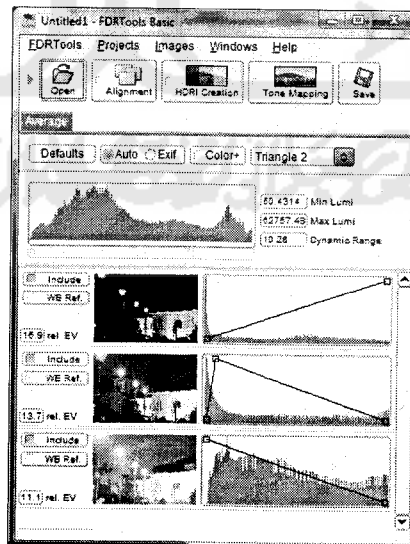 Untitled1 - FDRTools Basic
FDRTools Projects Images Windows Help
Open Alignment HDRI Creation Tone Mapping Save
Average
Defaults Auto Exif Color+ Triangle 2
Min Lumi
Max Lumi
Dynamic Range
Include
WB Ref.
16.9 rel. EV
Include
WB Ref.
13.7 rel. EV
Include
WB Ref.
11.1 rel. EV